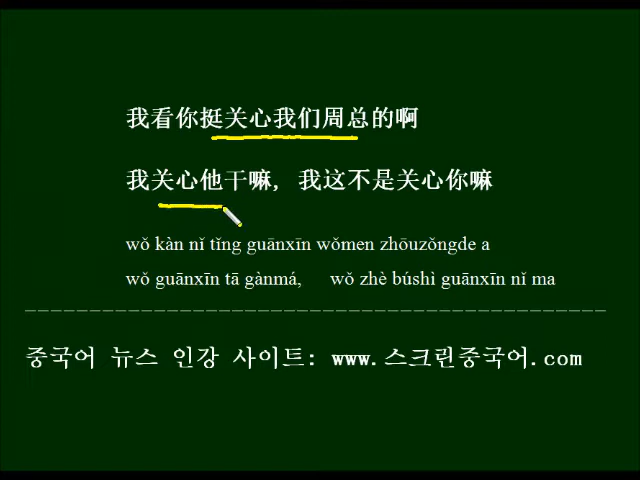 我看你挺关心我们周总的啊
我关心他干嘛，我这不是关心你嘛
wǒ kàn nǐ tǐng guānxīn wǒmen zhōuzǒngde a
wǒ guānxīn tā gànmá, wǒ zhè búshì guānxīn nǐ ma
중국어 뉴스 인강 사이트: www.스크린중국어.com